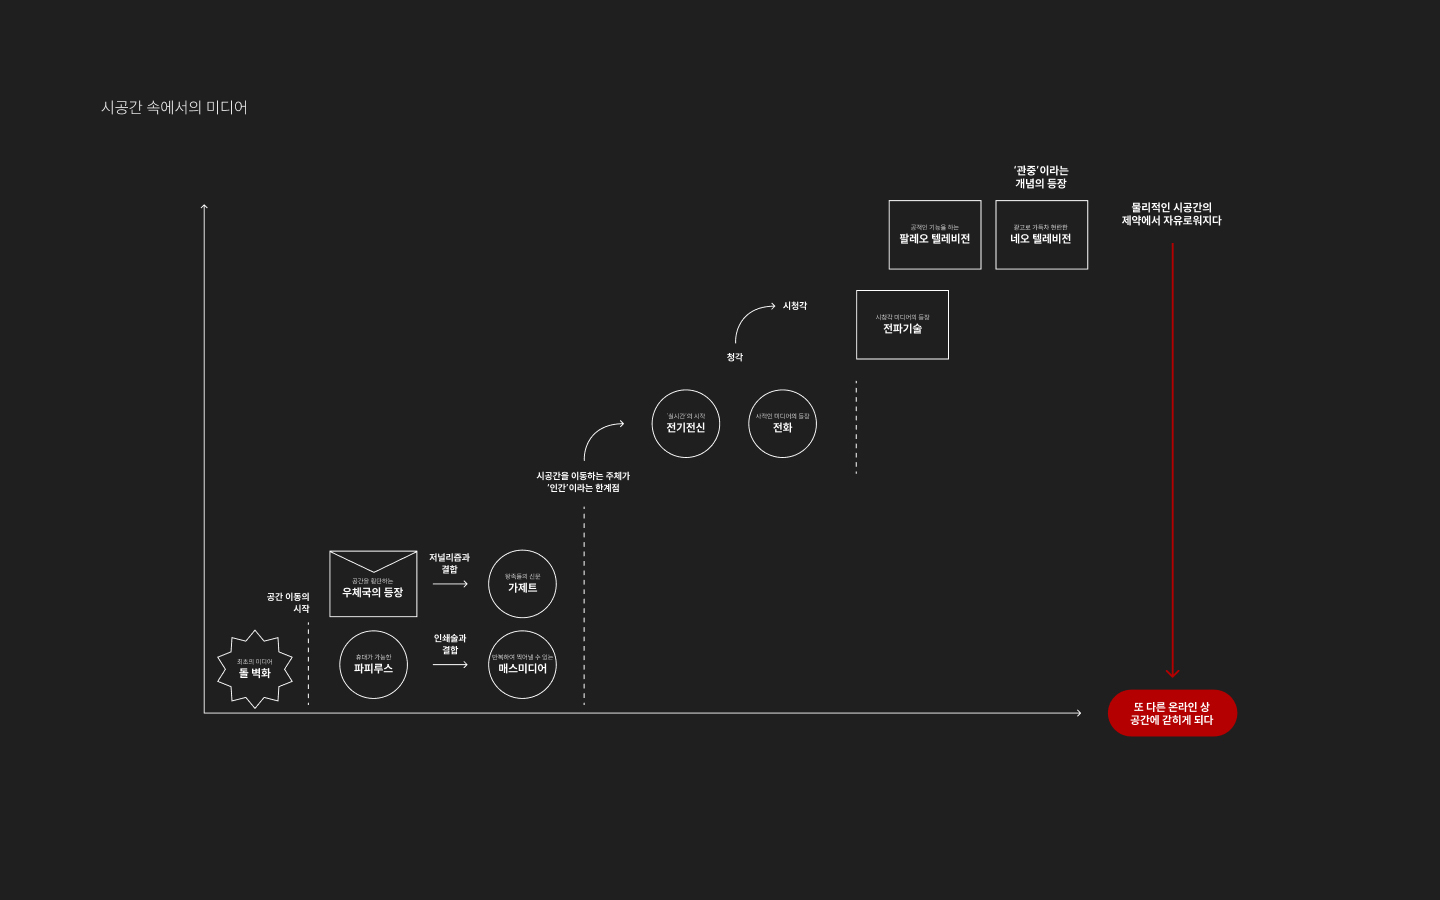 시공간 속에서의 미디어
'관중'이라는
개념의 등장
물리적인 시공간의
제약에서 자유로워지다
공적인 기능을 하는
팔레오 텔레비전
광고로 가득차 현란한
네오 텔레비전
시청각
청각
시청각 미디어의 등장
전파기술
'실시간'의 시작
전기전신
사적인 미디어의 등장
전화
시공간을 이동하는 주체가
'인간'이라는 한계점
공간 이동의
시작
공간을 횡단하는
우체국의 등장
저널리즘과
결합
왕족들의 신문
가제트
최초의 미디어
돌 벽화
휴대가 가능한
파피루스
인쇄술과
결합
반복하여 찍어낼 수 있는
매스미디어
또 다른 온라인 상
공간에 갇히게 되다